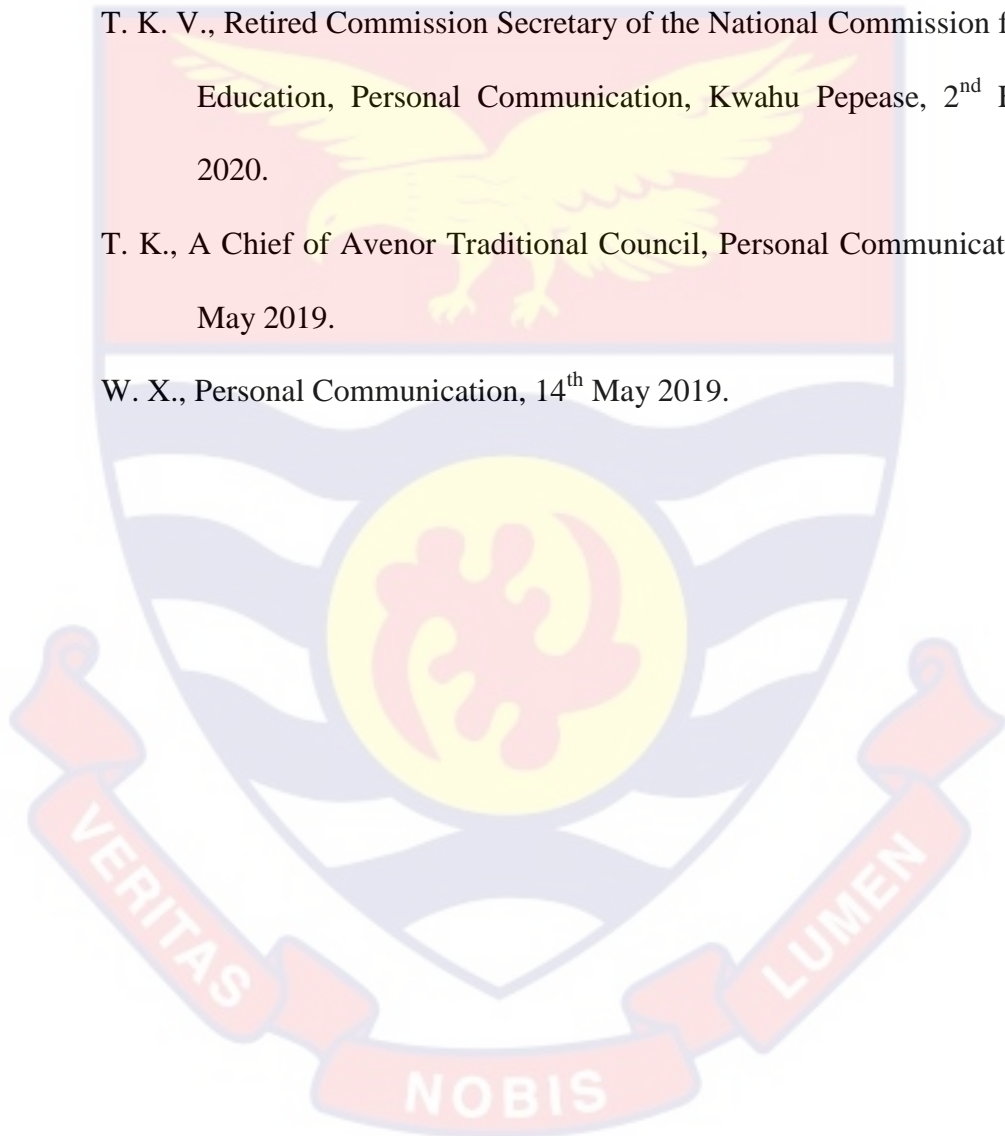 T. K. V., Retired Commission Secretary of the National Commission
Education, Personal Communication, Kwahu Pepease, 2nd
2020.
T. K., A Chief of Avenor Traditional Council, Personal
May 2019.
W. X., Personal Communication, 14th May 2019.
VERITAS
NOBIS
LUMEN